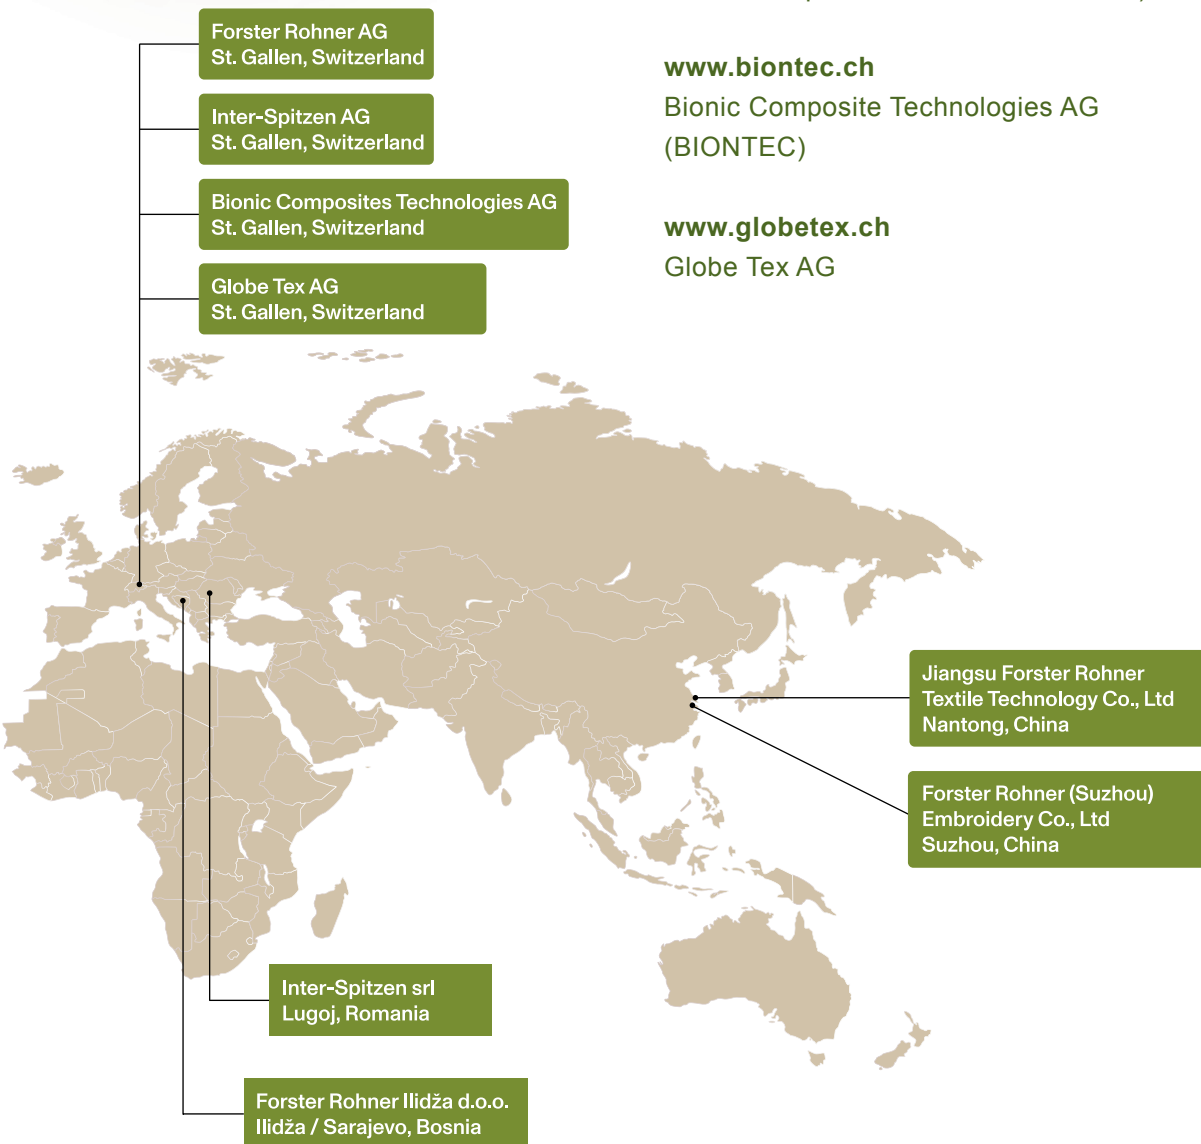 Forster Rohner AG
St. Gallen, Switzerland
Inter-Spitzen AG
St. Gallen, Switzerland
Bionic Composites Technologies AG
St. Gallen, Switzerland
Globe Tex AG
St. Gallen, Switzerland
www.biontec.ch
Bionic Composite Technologies AG
(BIONTEC)
www.globetex.ch
Globe Tex AG
Jiangsu Forster Rohner
Textile Technology Co., Ltd
Nantong, China
Forster Rohner (Suzhou)
Embroidery Co., Ltd
Suzhou, China
Inter-Spitzen srl
Lugoj, Romania
Forster Rohner Ilidža d.o.o.
Ilidža / Sarajevo, Bosnia